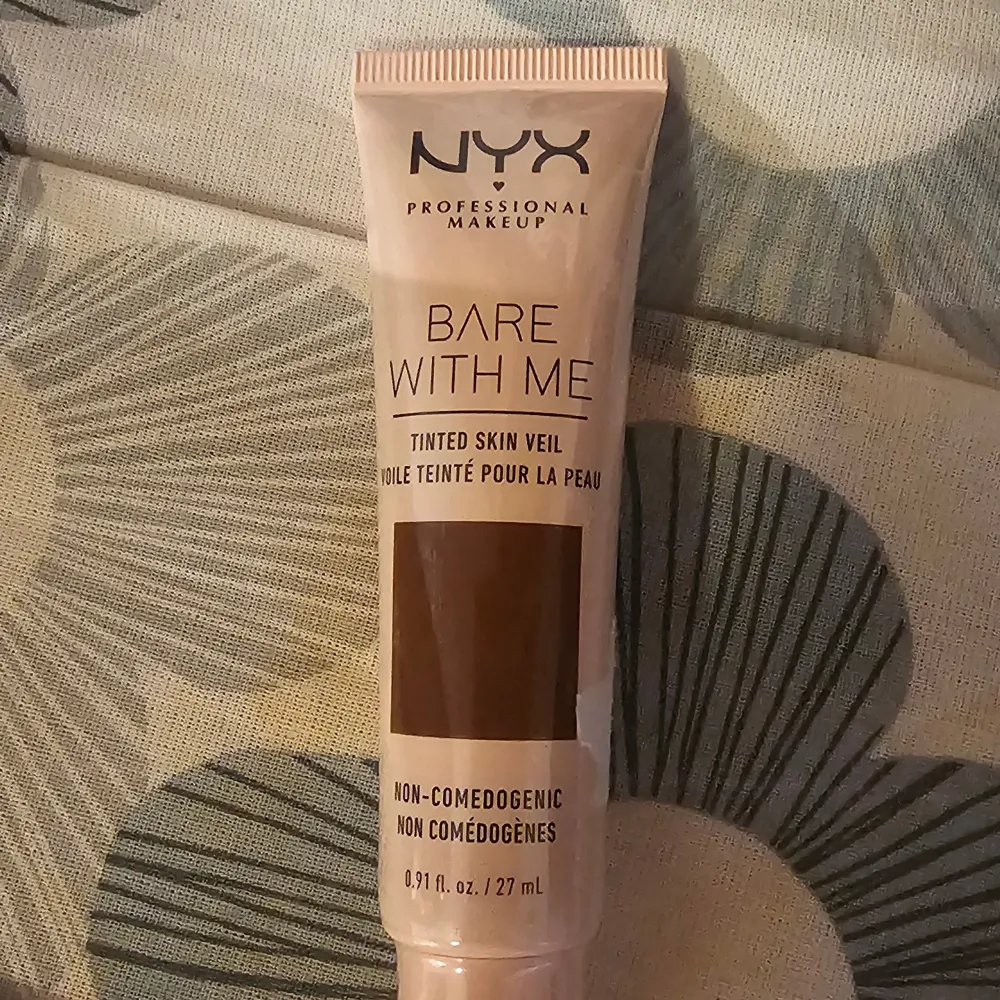 NYX
PROFESSIONAL
MAKEUP
BARE
WITH ME
TINTED SKIN VEIL
VOILE TEINTÉ POUR LA PEAU
NON-COMEDOGENIC
NON COMÉDOGÈNES
0.91 fl. oz. / 27 mL